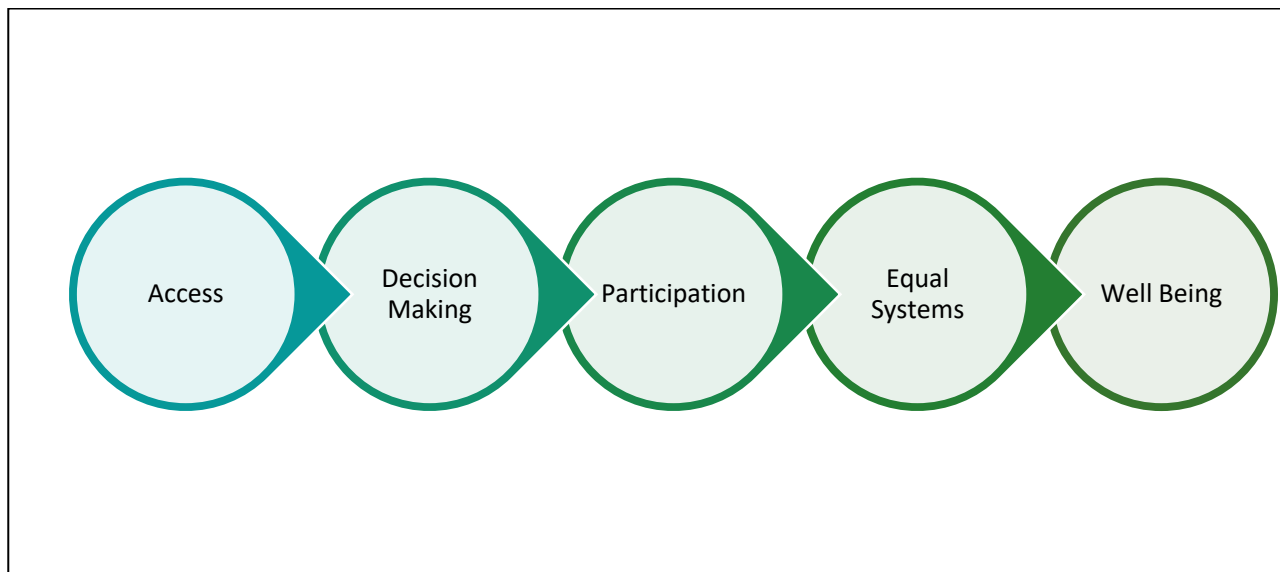 Access
Decision
Making
Participation
Equal
Systems
Well Being